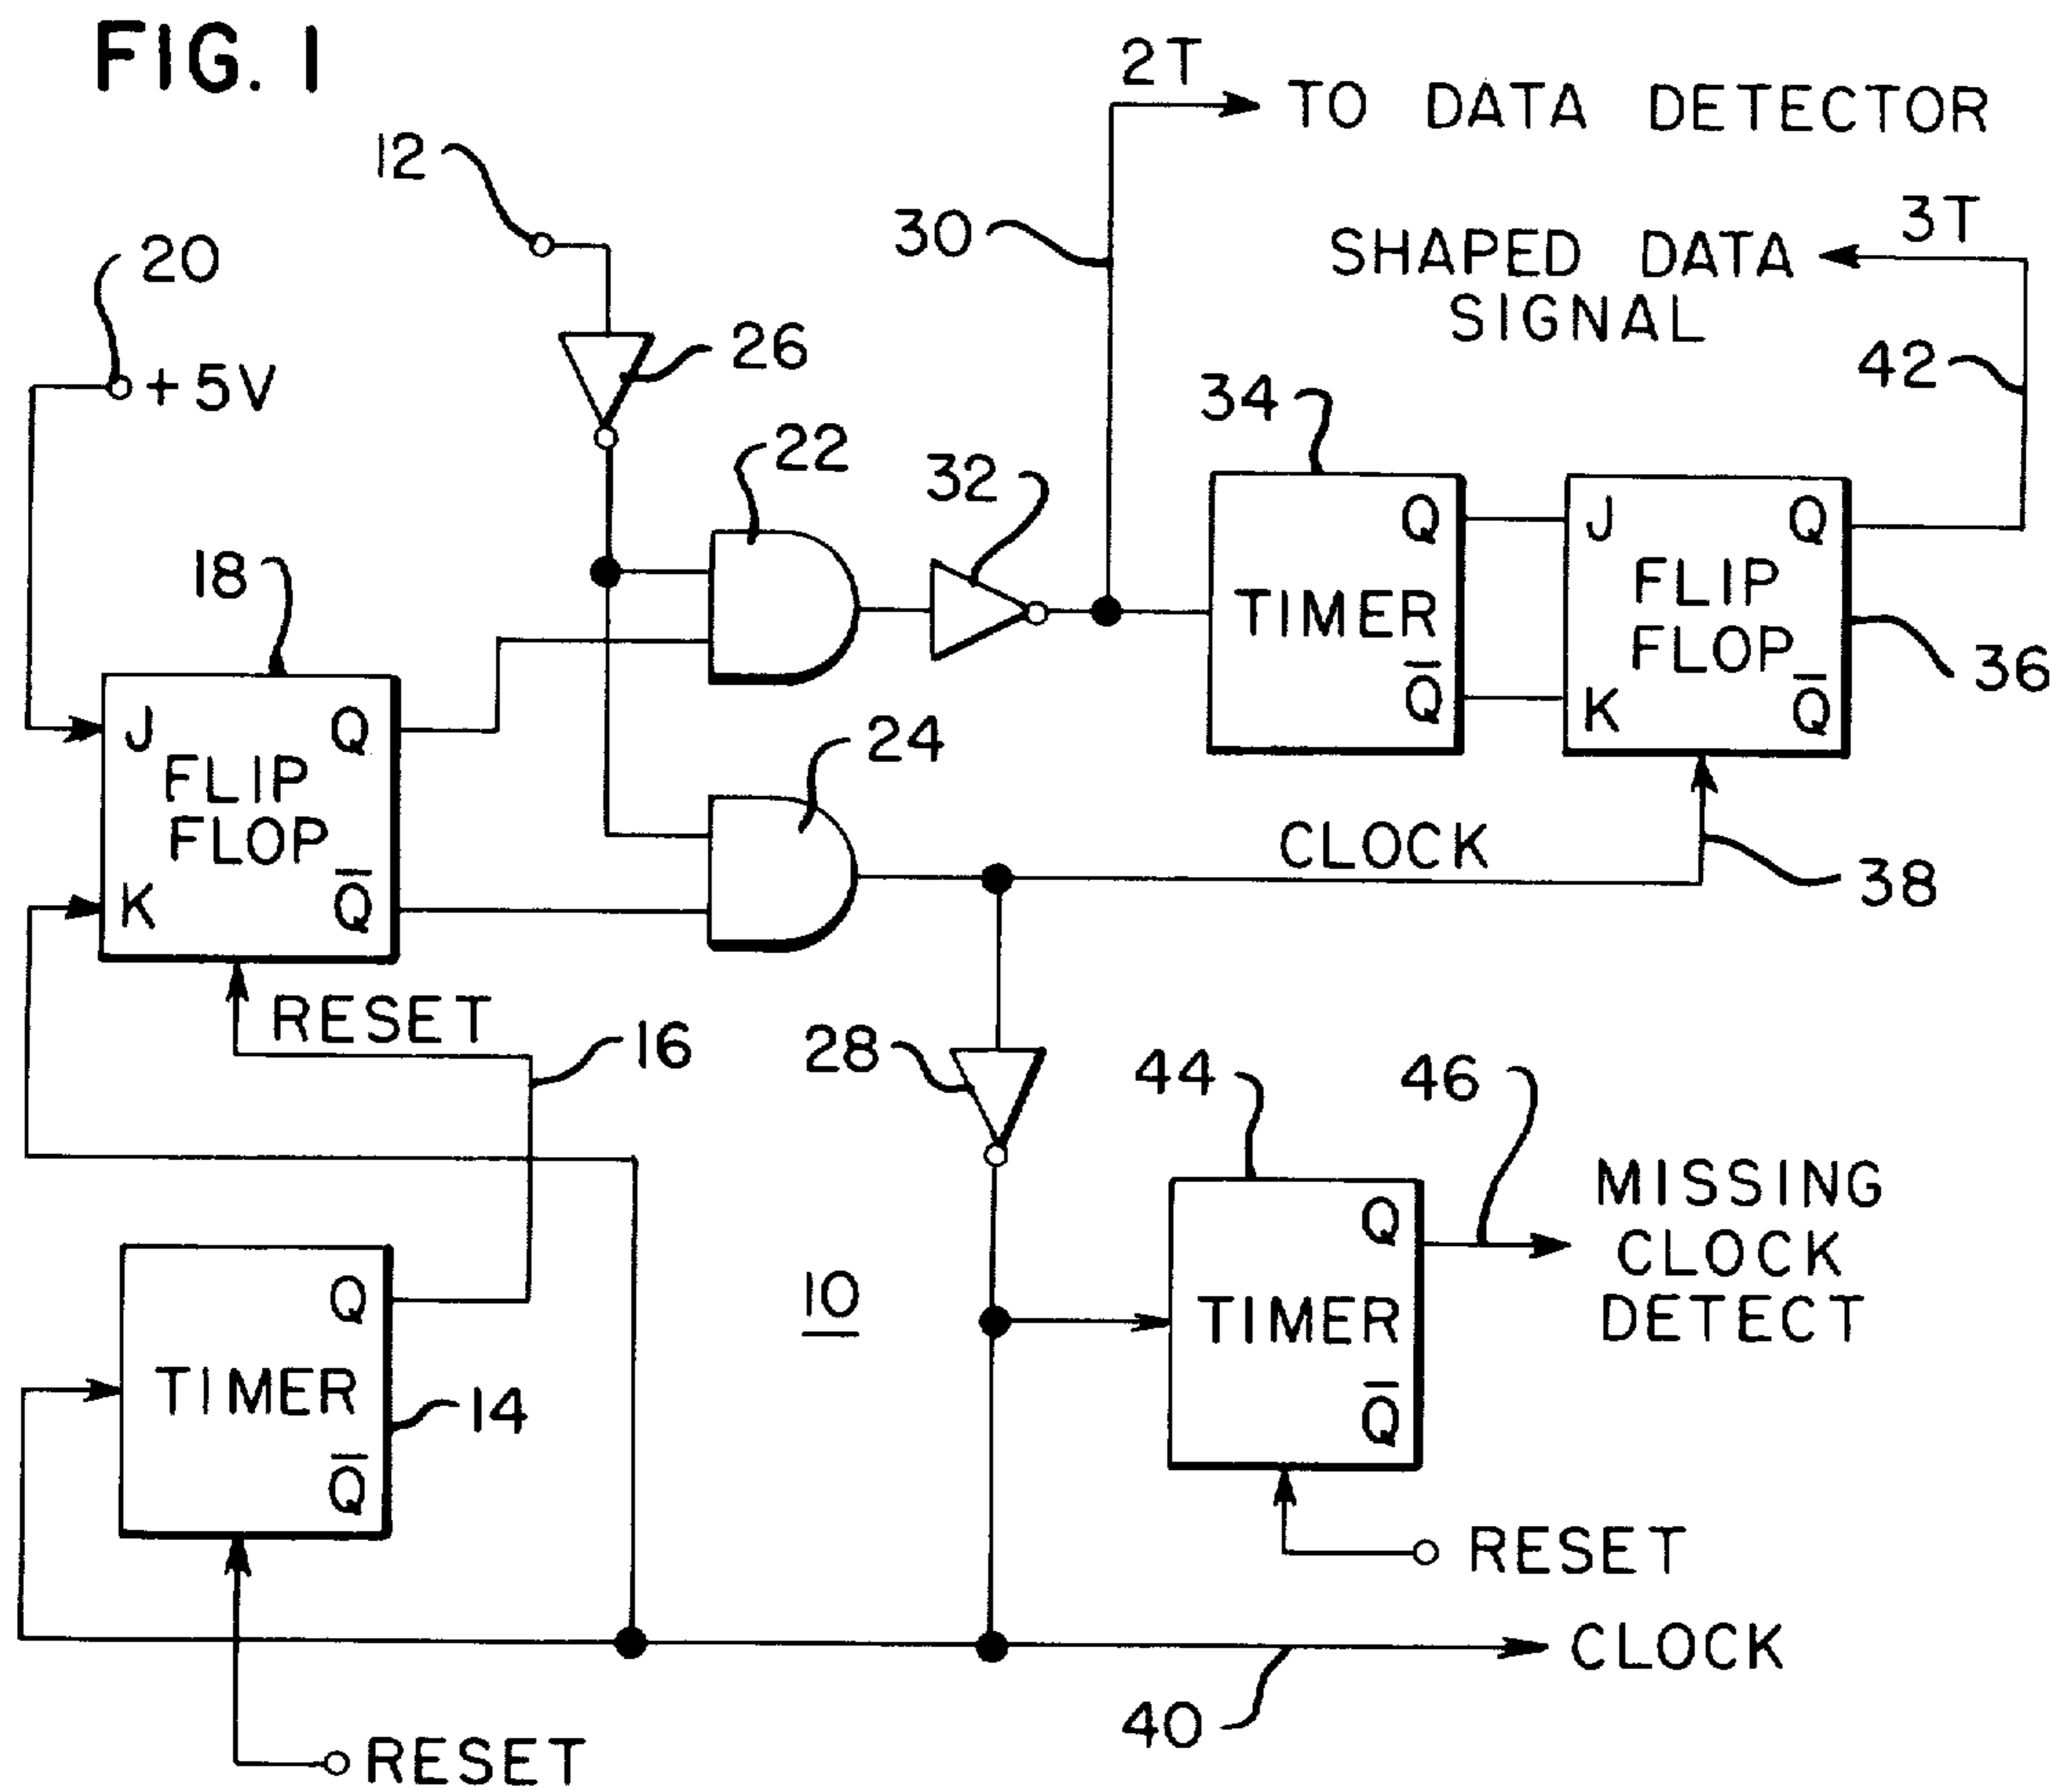 FIG. 1
2T
TO DATA DETECTOR
12
30
3T
20
SHAPED DATA
SIGNAL
+5V
26
42
34
22
32
18
J Q
FLIP
FLOP
K Q̅
RESET
16
24
Q
TIMER
Q̅
J Q
FLIP
FLOP
K Q̅
36
CLOCK
38
28
44
46
Q
TIMER
Q̅
MISSING
CLOCK
DETECT
10
Q
TIMER
Q̅
14
RESET
CLOCK
40
RESET